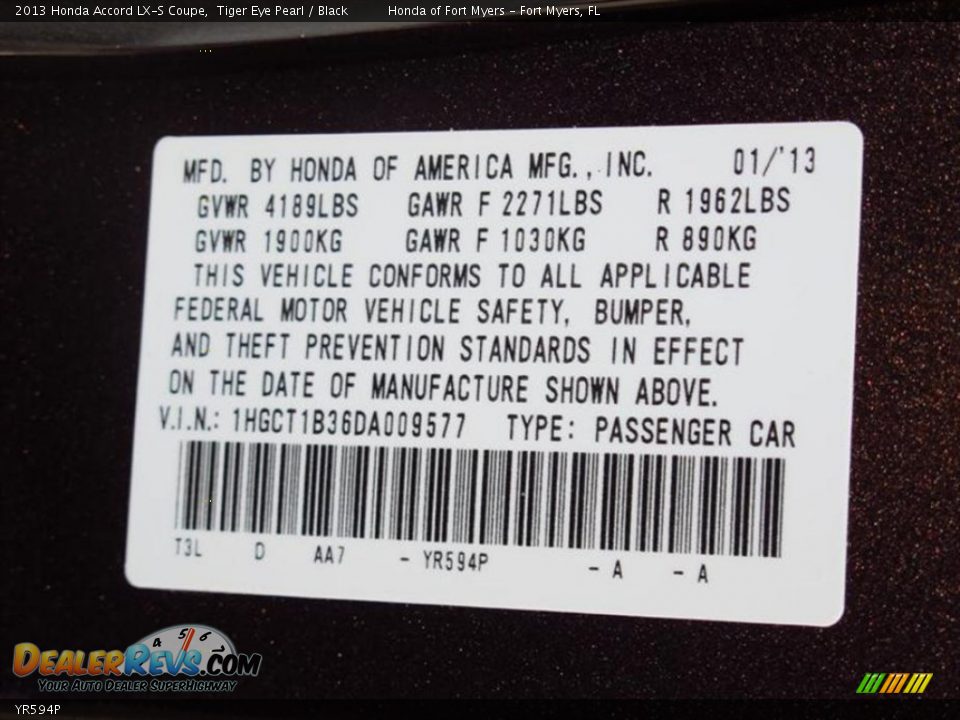 2013 Honda Accord LX-S Coupe, Tiger Eye Pearl / Black Honda of Fort Myers - Fort Myers, FL
MFD. BY HONDA OF AMERICA MFG., INC. 01/'13
GVWR 4189LBS GAWR F 2271LBS R 1962LBS
GVWR 1900KG GAWR F 1030KG R 890KG
THIS VEHICLE CONFORMS TO ALL APPLICABLE
FEDERAL MOTOR VEHICLE SAFETY, BUMPER,
AND THEFT PREVENTION STANDARDS IN EFFECT
ON THE DATE OF MANUFACTURE SHOWN ABOVE.
V.I.N.: 1HGCT1B36DA009577 TYPE: PASSENGER CAR
T3L D AA7 - YR594P - A - A
4 5 6
DEALERREVS.COM
YOUR AUTO DEALER SUPERHIGHWAY
YR594P